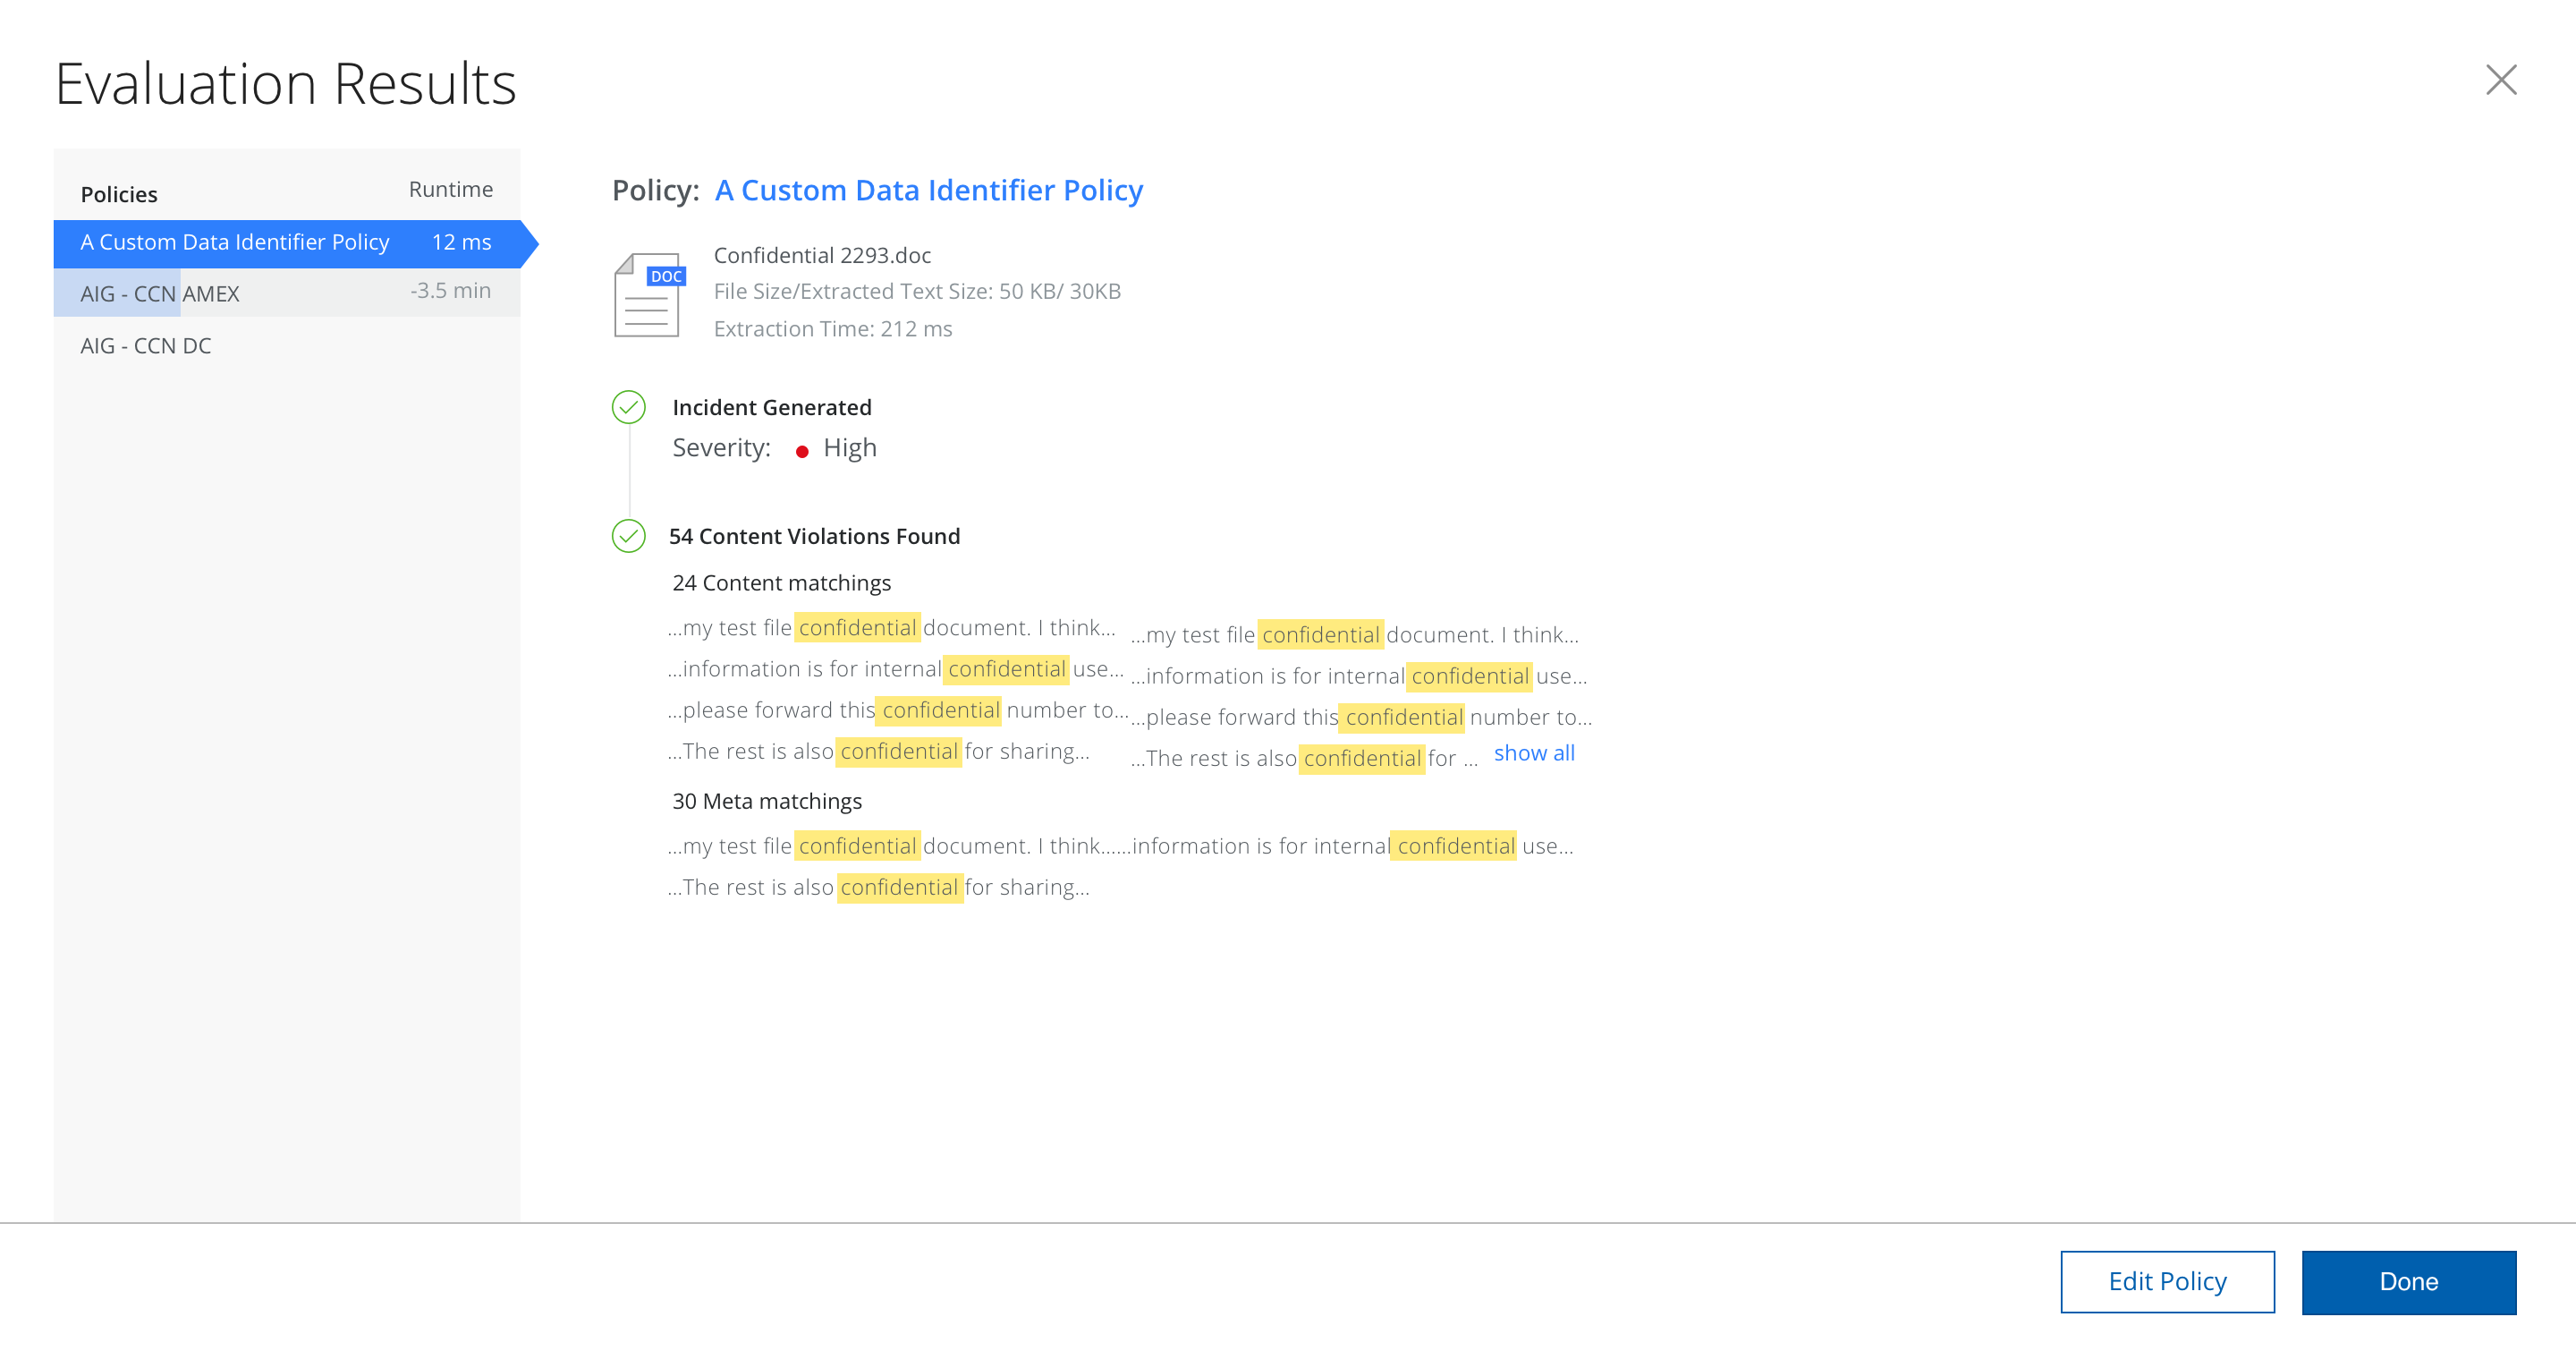 Evaluation Results
Policies Runtime
A Custom Data Identifier Policy 12 ms
AIG - CCN AMEX -3.5 min
AIG - CCN DC
Policy: A Custom Data Identifier Policy
DOC
Confidential 2293.doc
File Size/Extracted Text Size: 50 KB/ 30KB
Extraction Time: 212 ms
Incident Generated
Severity: High
54 Content Violations Found
24 Content matchings
...my test file confidential document. I think...
...information is for internal confidential use...
...please forward this confidential number to...
...The rest is also confidential for sharing...
...my test file confidential document. I think...
...information is for internal confidential use...
...please forward this confidential number to...
...The rest is also confidential for ... show all
30 Meta matchings
...my test file confidential document. I think......information is for internal confidential use...
...The rest is also confidential for sharing...
Edit Policy
Done